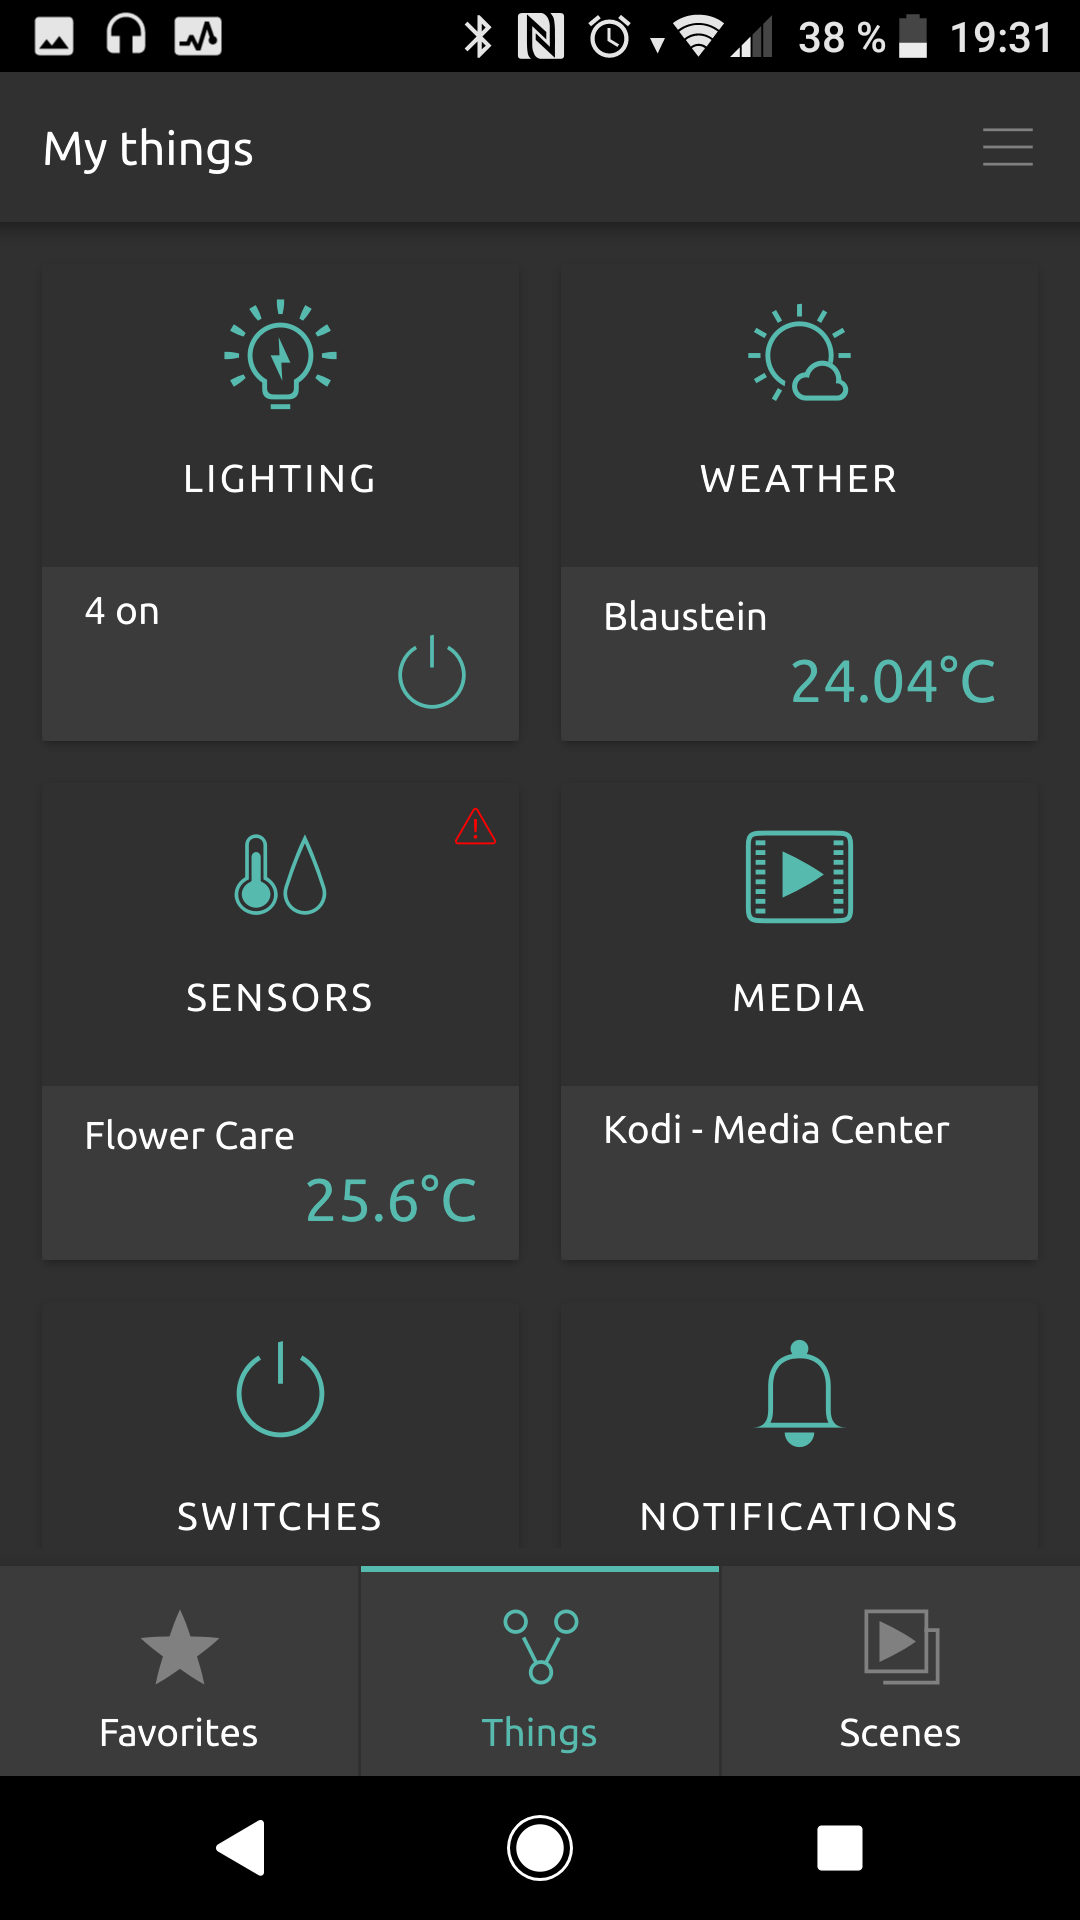 38 % 19:31
My things
LIGHTING
WEATHER
4 on
Blaustein
24.04°C
SENSORS
MEDIA
Flower Care
25.6°C
Kodi - Media Center
SWITCHES
NOTIFICATIONS
Favorites
Things
Scenes